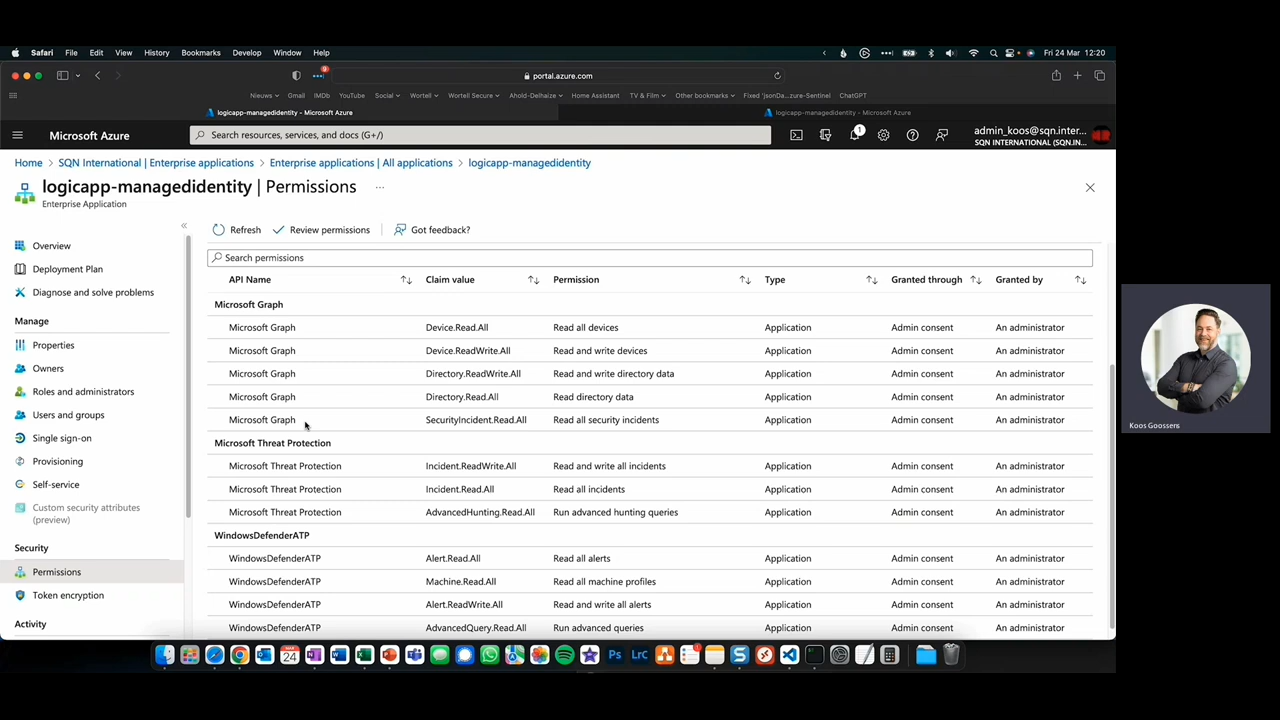 Safari File Edit View History Bookmarks Develop Window Help Fri 24 Mar 12:20
portal.azure.com
Nieuws Gmail IMDb YouTube Social Wortell Wortell Secure Ahold-Delhaize Home Assistant TV & Film Other bookmarks Fixed 'jsonDa...zure-Sentinel ChatGPT
logicapp-managedidentity - Microsoft Azure logicapp-managedidentity - Microsoft Azure
Microsoft Azure Search resources, services, and docs (G+/) 1 admin_koos@sqn.inter...
SQN INTERNATIONAL (SQN.IN...
Home > SQN International | Enterprise applications > Enterprise applications | All applications > logicapp-managedidentity
logicapp-managedidentity | Permissions ...
Enterprise Application
Refresh Review permissions | Got feedback?
Overview
Deployment Plan
Diagnose and solve problems
Manage
Properties
Owners
Roles and administrators
Users and groups
Single sign-on
Provisioning
Self-service
Custom security attributes
(preview)
Security
Permissions
Token encryption
Activity
Search permissions
API Name Claim value Permission Type Granted through Granted by
Microsoft Graph
Microsoft Graph Device.Read.All Read all devices Application Admin consent An administrator
Microsoft Graph Device.ReadWrite.All Read and write devices Application Admin consent An administrator
Microsoft Graph Directory.ReadWrite.All Read and write directory data Application Admin consent An administrator
Microsoft Graph Directory.Read.All Read directory data Application Admin consent An administrator
Microsoft Graph SecurityIncident.Read.All Read all security incidents Application Admin consent An administrator
Microsoft Threat Protection
Microsoft Threat Protection Incident.ReadWrite.All Read and write all incidents Application Admin consent An administrator
Microsoft Threat Protection Incident.Read.All Read all incidents Application Admin consent An administrator
Microsoft Threat Protection AdvancedHunting.Read.All Run advanced hunting queries Application Admin consent An administrator
WindowsDefenderATP
WindowsDefenderATP Alert.Read.All Read all alerts Application Admin consent An administrator
WindowsDefenderATP Machine.Read.All Read all machine profiles Application Admin consent An administrator
WindowsDefenderATP Alert.ReadWrite.All Read and write all alerts Application Admin consent An administrator
WindowsDefenderATP AdvancedQuery.Read.All Run advanced queries Application Admin consent An administrator
Koos Goossens
MAR
24
Ps LrC